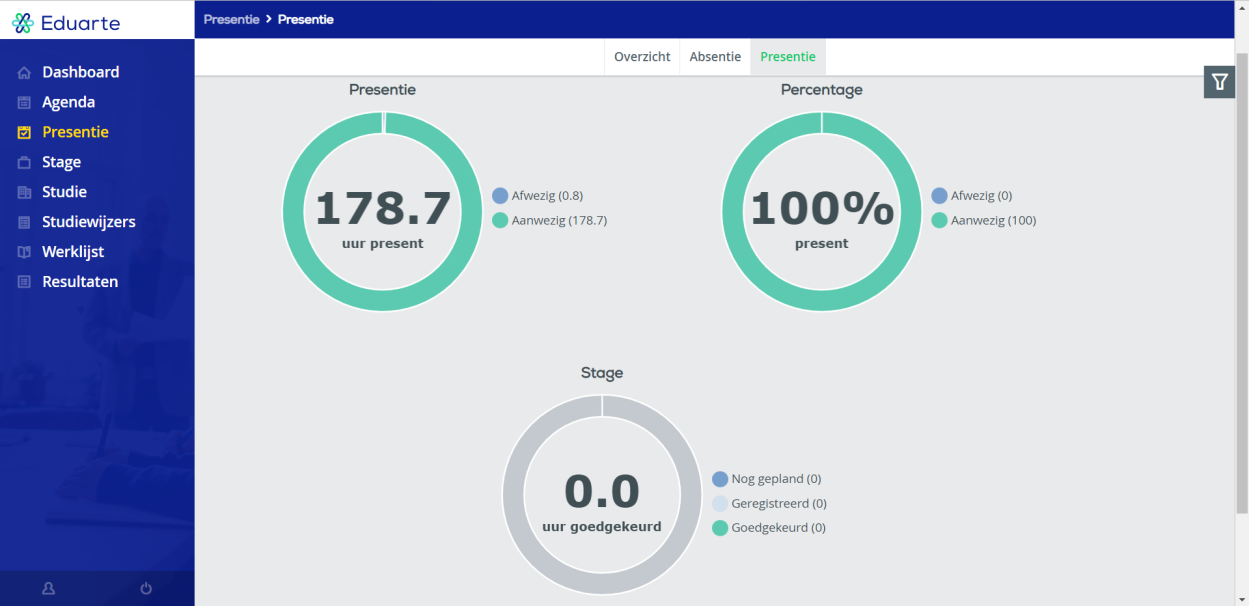 Eduarte
Presentie > Presentie
Overzicht Absentie Presentie
Dashboard
Agenda
Presentie
Stage
Studie
Studiewijzers
Werklijst
Resultaten
Presentie
178.7
uur present
Afwezig (0.8)
Aanwezig (178.7)
Percentage
100%
present
Afwezig (0)
Aanwezig (100)
Stage
0.0
uur goedgekeurd
Nog gepland (0)
Geregistreerd (0)
Goedgekeurd (0)